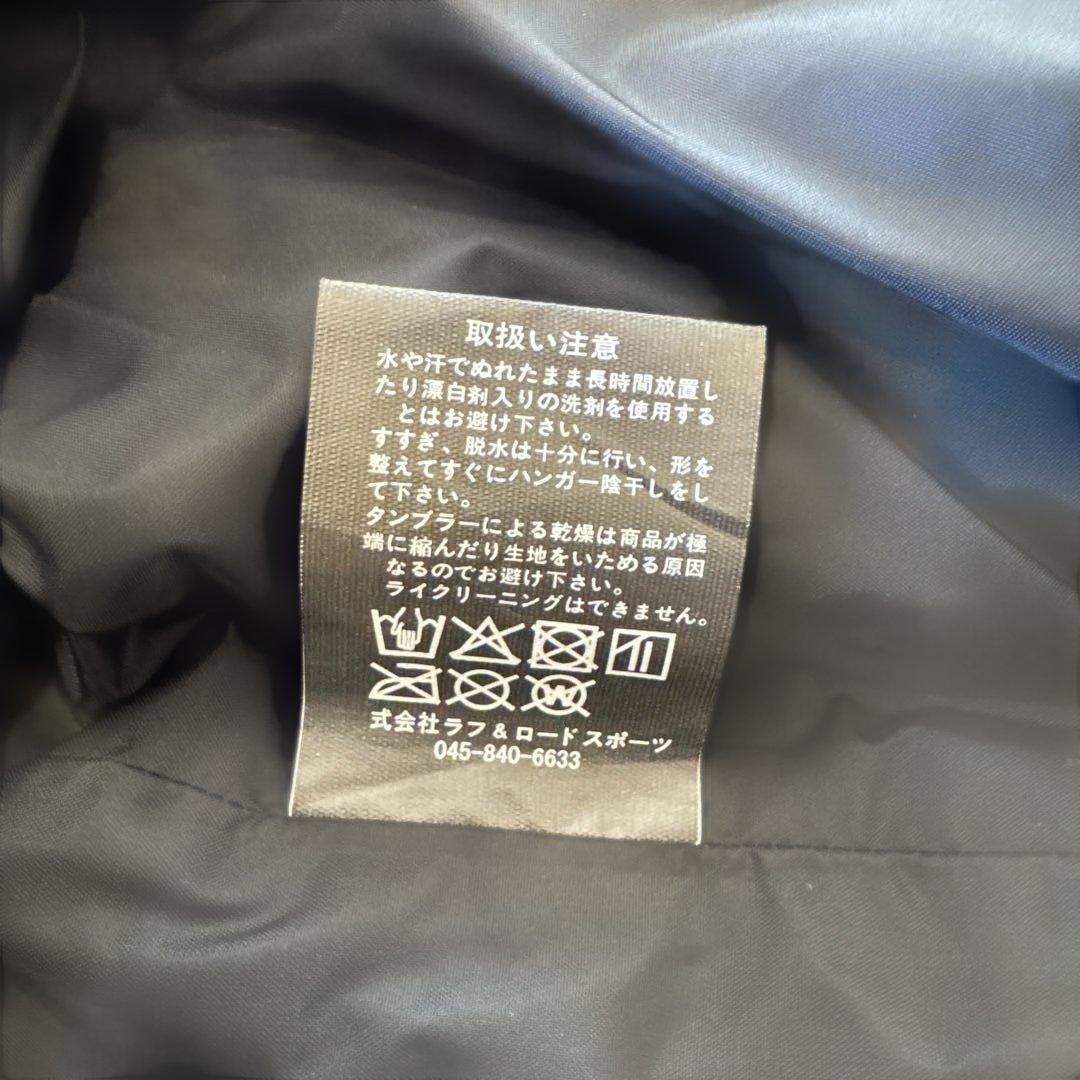 取扱い注意
水や汗でぬれたまま長時間放置し
たり漂白剤入りの洗剤を使用する
とはお避け下さい。
すすぎ、脱水は十分に行い、形を
整えてすぐにハンガー陰干しをし
て下さい。
タンブラーによる乾燥は商品が極
端に縮んだり生地をいためる原因
なるのでお避け下さい。
ライクリーニングはできません。
W
式会社ラフ&ロードスポーツ
045-840-6633